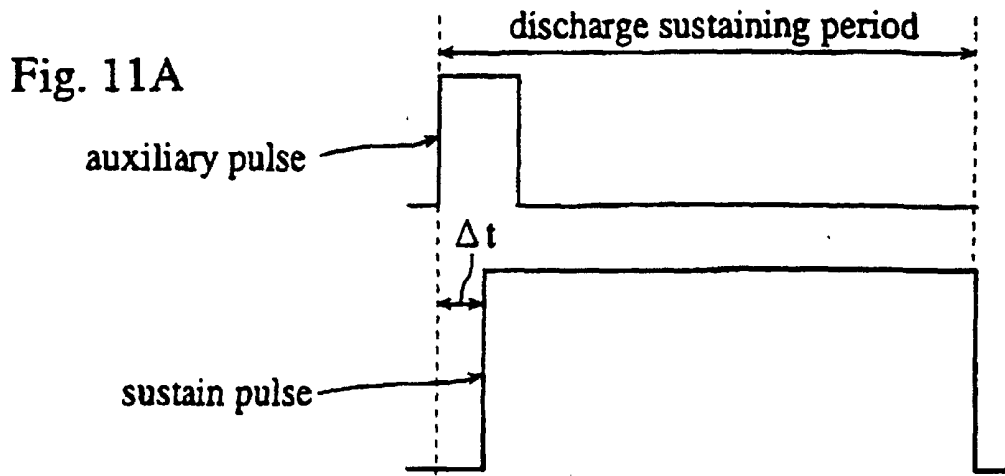 discharge sustaining period
Fig. 11A
auxiliary pulse
Δt
sustain pulse